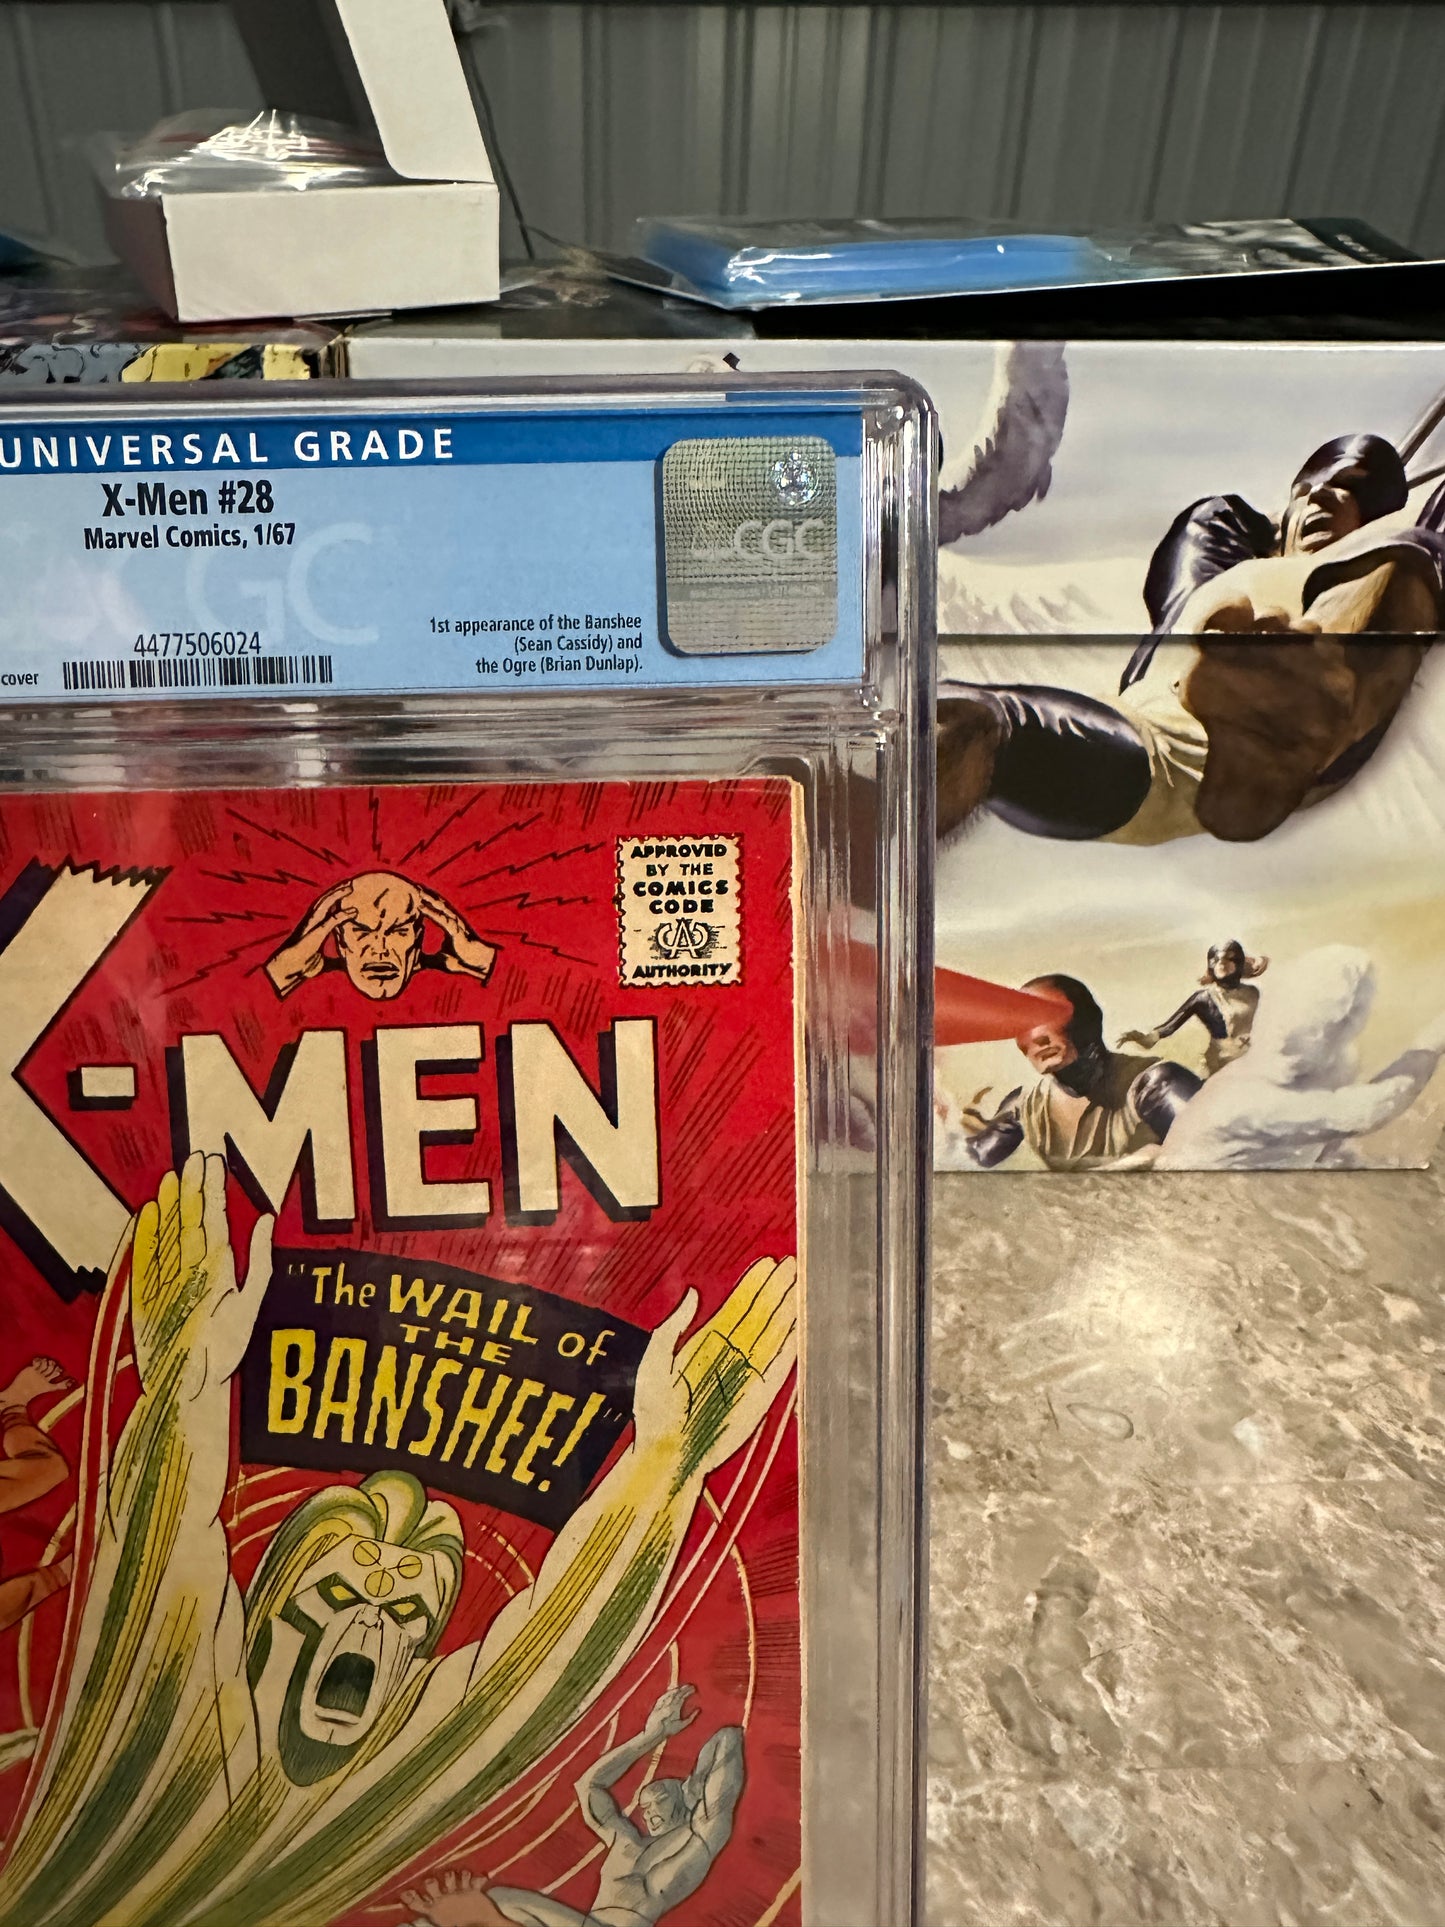 UNIVERSAL GRADE
X-Men #28
Marvel Comics, 1/67
CGC
CGC
4477506024
cover
1st appearance of the Banshee
(Sean Cassidy) and
the Ogre (Brian Dunlap).
APPROVED
BY THE
COMICS
CODE
CA
AUTHORITY
X-MEN
"The WAIL of
THE
BANSHEE!"